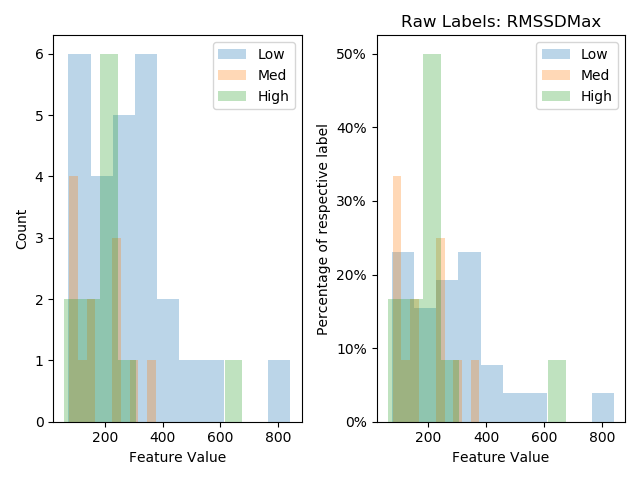 Raw Labels: RMSSDMax
6
5
4
3
2
1
0
Count
Low
Med
High
200
400
600
800
Feature Value
50%
40%
30%
20%
10%
0%
Percentage of respective label
Low
Med
High
200
400
600
800
Feature Value